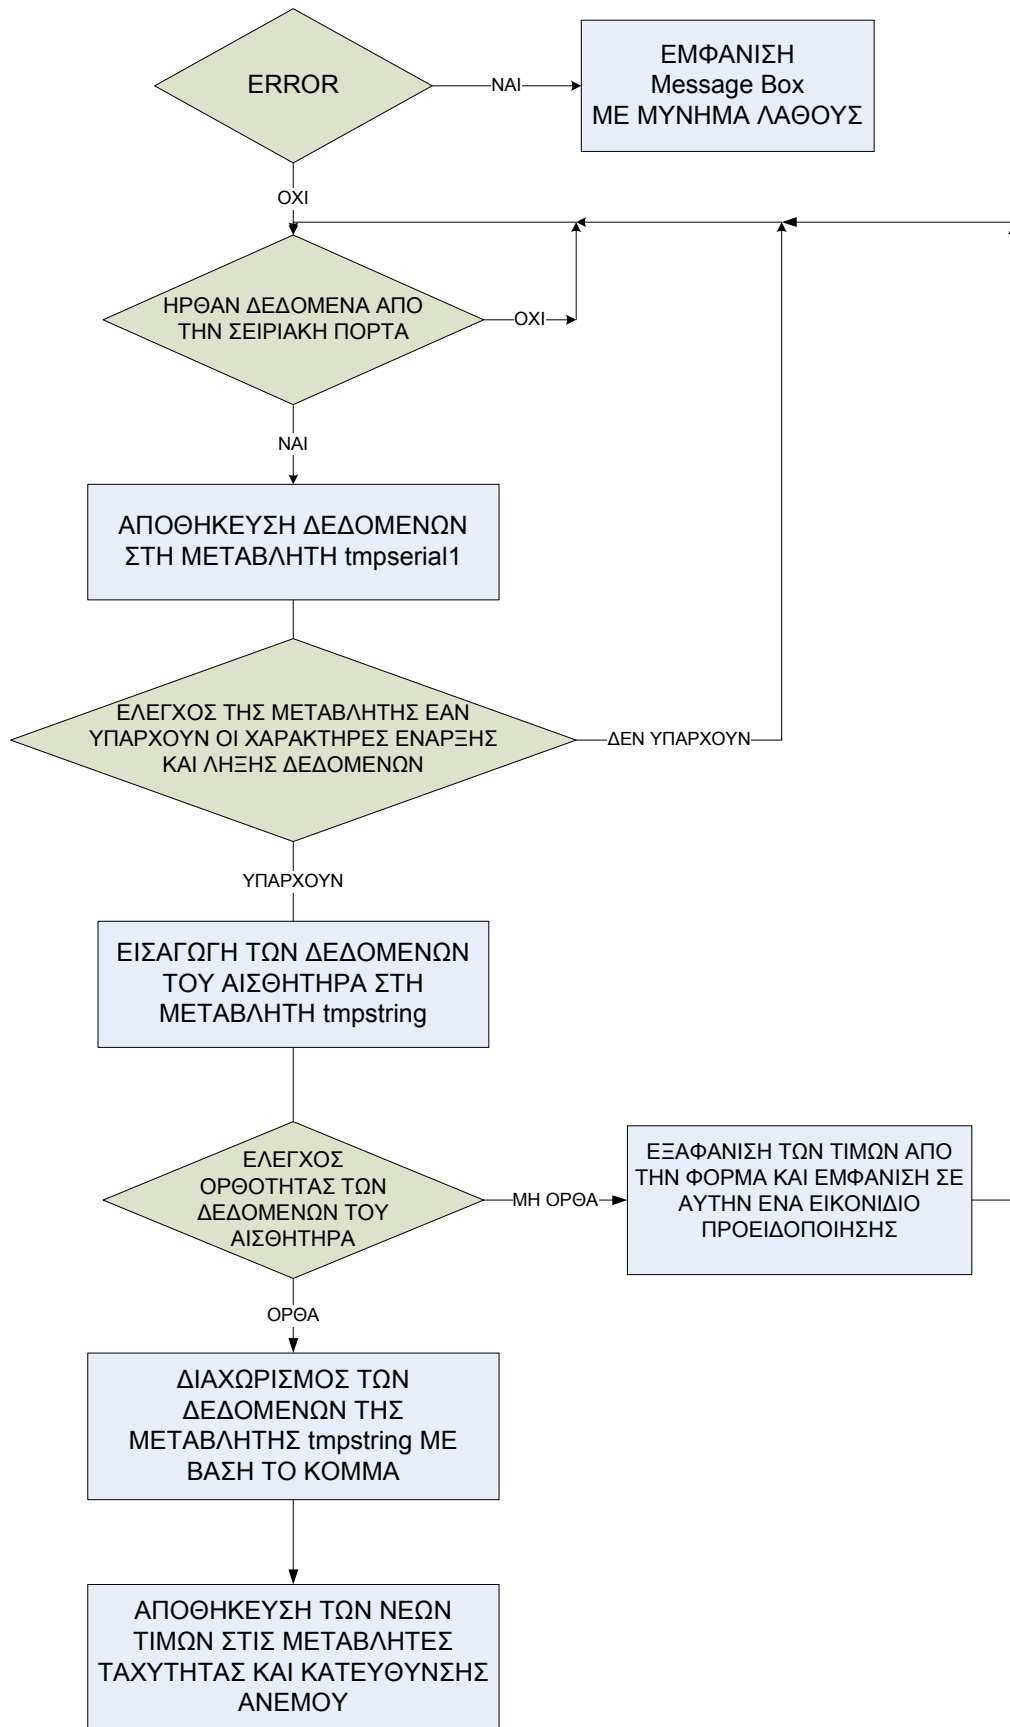 ERROR
ΝΑΙ
ΕΜΦΑΝΙΣΗ
Message Box
ΜΕ ΜΥΝΗΜΑ ΛΑΘΟΥΣ
ΟΧΙ
ΗΡΘΑΝ ΔΕΔΟΜΕΝΑ ΑΠΟ
ΤΗΝ ΣΕΙΡΙΑΚΗ ΠΟΡΤΑ
ΟΧΙ
ΝΑΙ
ΑΠΟΘΗΚΕΥΣΗ ΔΕΔΟΜΕΝΩΝ
ΣΤΗ ΜΕΤΑΒΛΗΤΗ tmpserial1
ΕΛΕΓΧΟΣ ΤΗΣ ΜΕΤΑΒΛΗΤΗΣ ΕΑΝ
ΥΠΑΡΧΟΥΝ ΟΙ ΧΑΡΑΚΤΗΡΕΣ ΕΝΑΡΞΗΣ
ΚΑΙ ΛΗΞΗΣ ΔΕΔΟΜΕΝΩΝ
ΔΕΝ ΥΠΑΡΧΟΥΝ
ΥΠΑΡΧΟΥΝ
ΕΙΣΑΓΩΓΗ ΤΩΝ ΔΕΔΟΜΕΝΩΝ
ΤΟΥ ΑΙΣΘΗΤΗΡΑ ΣΤΗ
ΜΕΤΑΒΛΗΤΗ tmpstring
ΕΛΕΓΧΟΣ
ΟΡΘΟΤΗΤΑΣ ΤΩΝ
ΔΕΔΟΜΕΝΩΝ ΤΟΥ
ΑΙΣΘΗΤΗΡΑ
ΜΗ ΟΡΘΑ
ΕΞΑΦΑΝΙΣΗ ΤΩΝ ΤΙΜΩΝ ΑΠΟ
ΤΗΝ ΦΟΡΜΑ ΚΑΙ ΕΜΦΑΝΙΣΗ ΣΕ
ΑΥΤΗΝ ΕΝΑ ΕΙΚΟΝΙΔΙΟ
ΠΡΟΕΙΔΟΠΟΙΗΣΗΣ
ΟΡΘΑ
ΔΙΑΧΩΡΙΣΜΟΣ ΤΩΝ
ΔΕΔΟΜΕΝΩΝ ΤΗΣ
ΜΕΤΑΒΛΗΤΗΣ tmpstring ΜΕ
ΒΑΣΗ ΤΟ ΚΟΜΜΑ
ΑΠΟΘΗΚΕΥΣΗ ΤΩΝ ΝΕΩΝ
ΤΙΜΩΝ ΣΤΙΣ ΜΕΤΑΒΛΗΤΕΣ
ΤΑΧΥΤΗΤΑΣ ΚΑΙ ΚΑΤΕΥΘΥΝΣΗΣ
ΑΝΕΜΟΥ